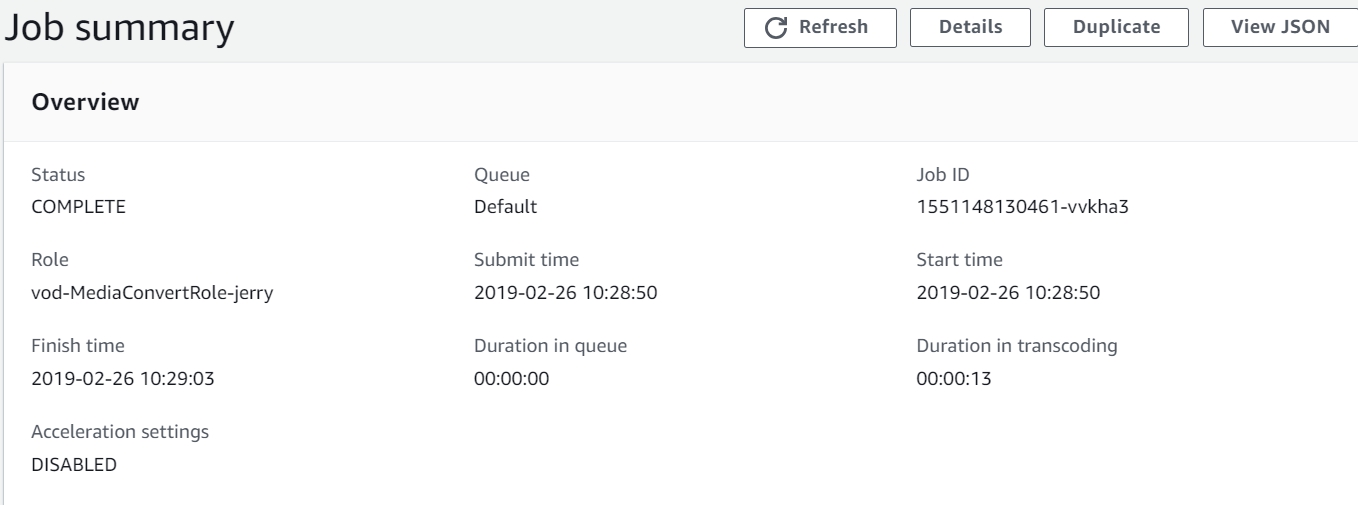 Job summary
Refresh Details Duplicate View JSON
Overview
Status Queue Job ID
COMPLETE Default 1551148130461-vvkha3
Role Submit time Start time
vod-MediaConvertRole-jerry 2019-02-26 10:28:50 2019-02-26 10:28:50
Finish time Duration in queue Duration in transcoding
2019-02-26 10:29:03 00:00:00 00:00:13
Acceleration settings
DISABLED